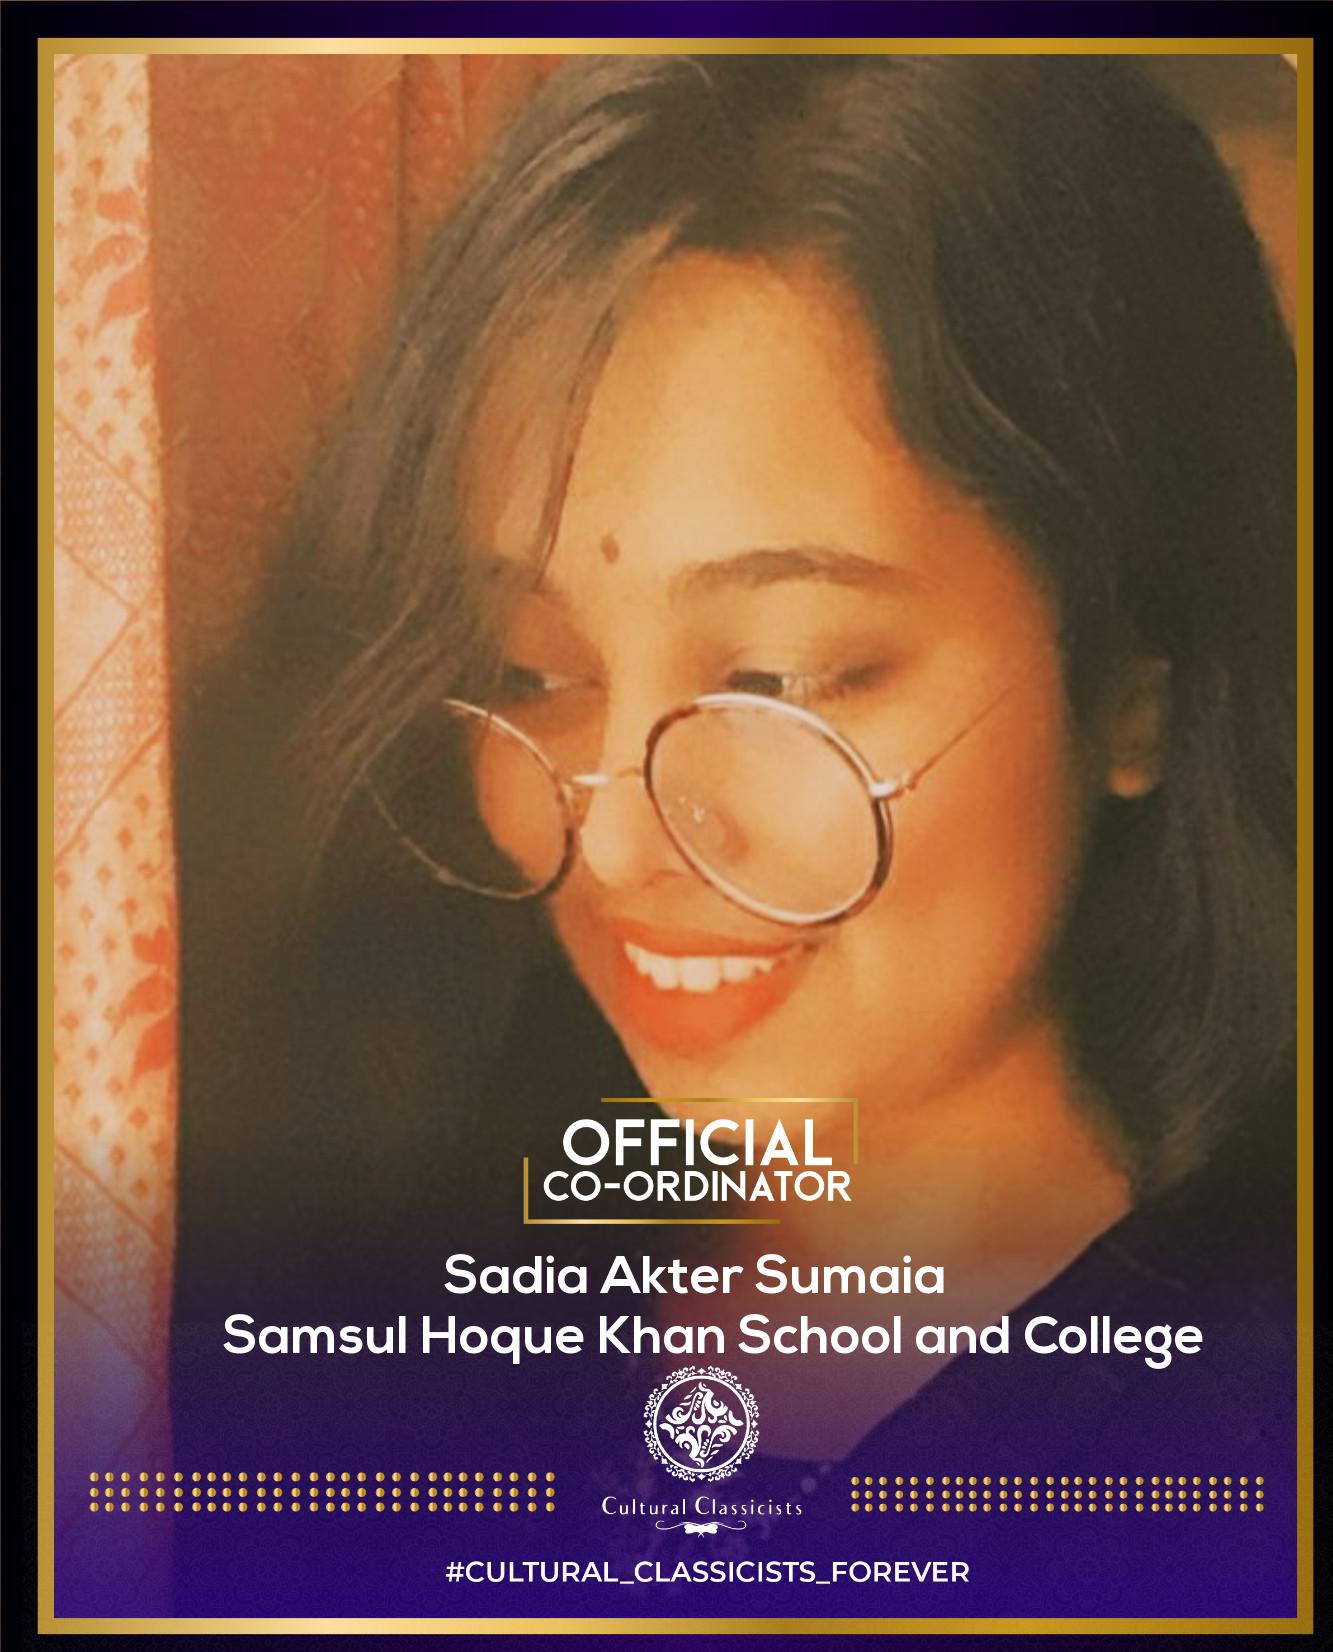 OFFICIAL
CO-ORDINATOR
Sadia Akter Sumaia
Samsul Hoque Khan School and College
Cultural Classicists
#CULTURAL_CLASSICISTS_FOREVER